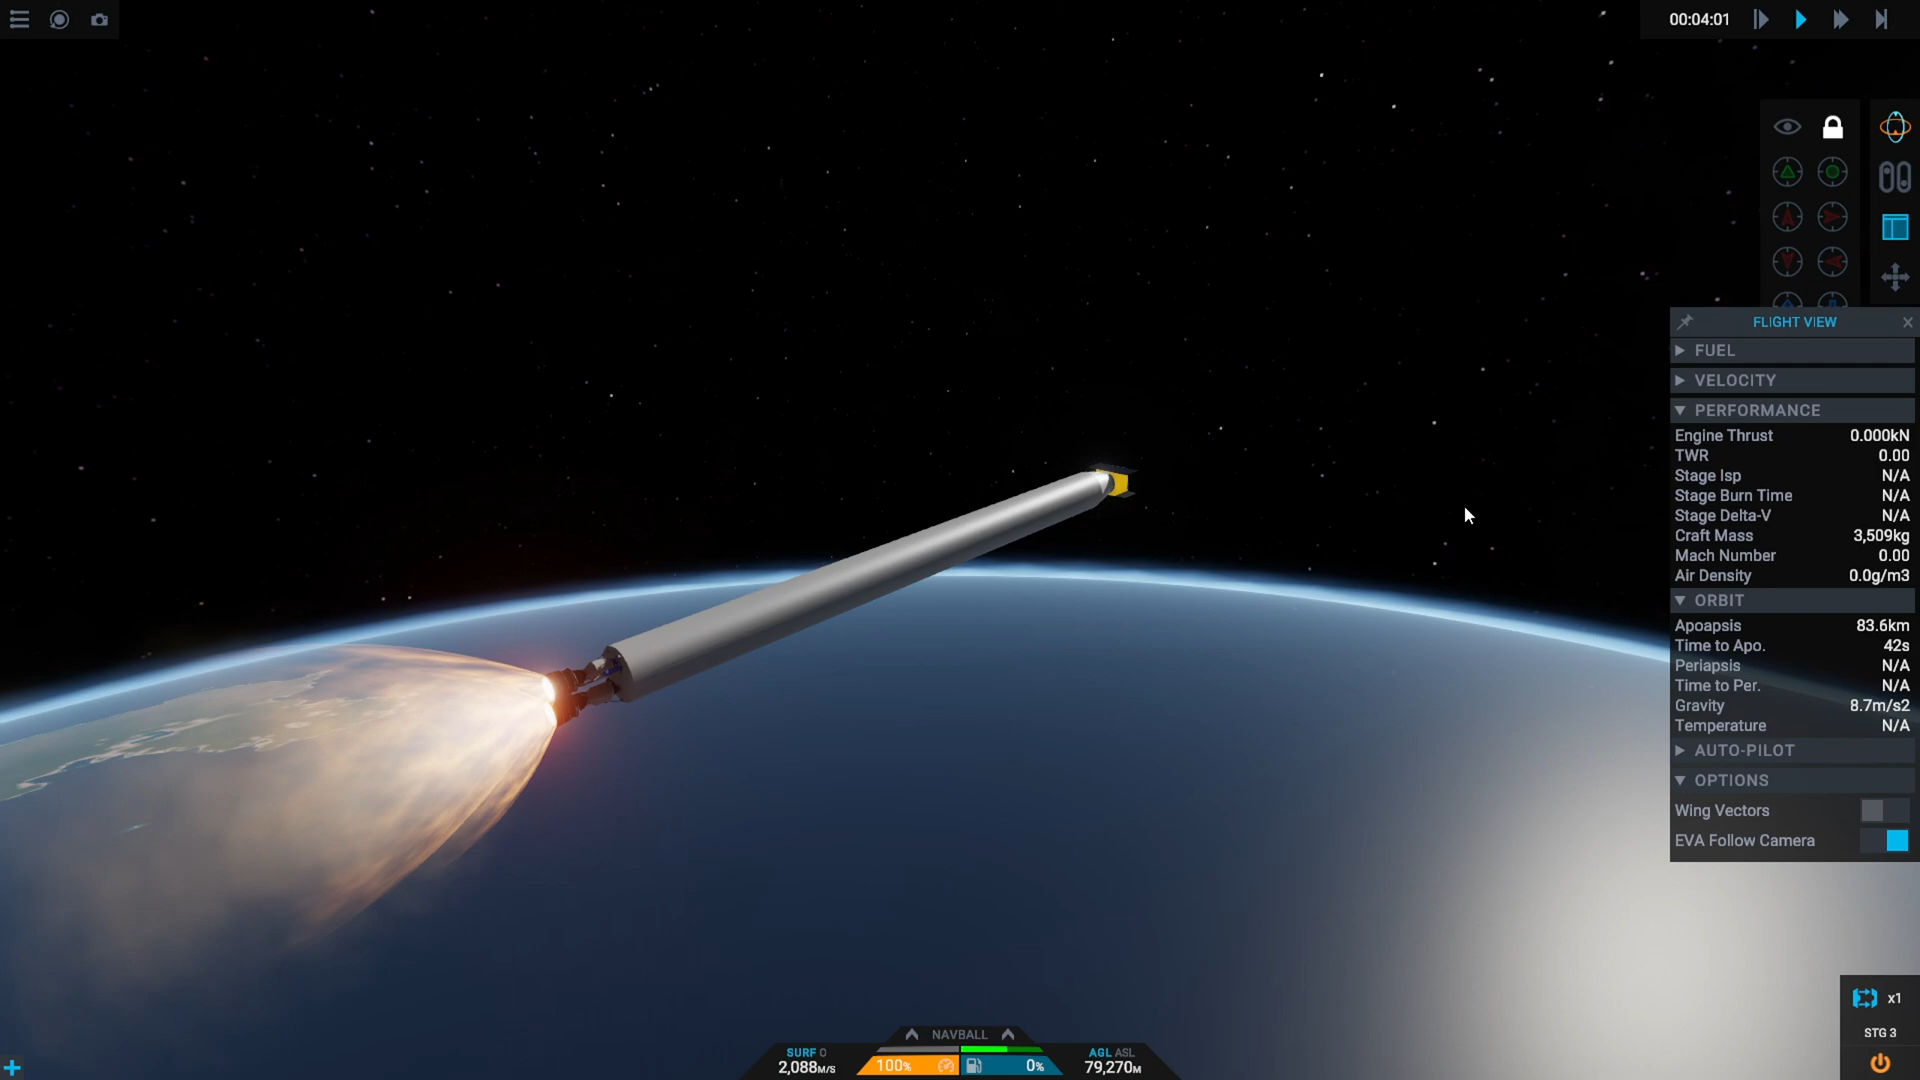 00:04:01
FLIGHT VIEW
FUEL
VELOCITY
PERFORMANCE
Engine Thrust 0.000kN
TWR 0.00
Stage Isp N/A
Stage Burn Time N/A
Stage Delta-V N/A
Craft Mass 3,509kg
Mach Number 0.00
Air Density 0.0g/m3
ORBIT
Apoapsis 83.6km
Time to Apo. 42s
Periapsis N/A
Time to Per. N/A
Gravity 8.7m/s2
Temperature N/A
AUTO-PILOT
OPTIONS
Wing Vectors
EVA Follow Camera
x1
STG 3
NAVBALL
SURF O
2,088M/S
100%
0%
AGL ASL
79,270M